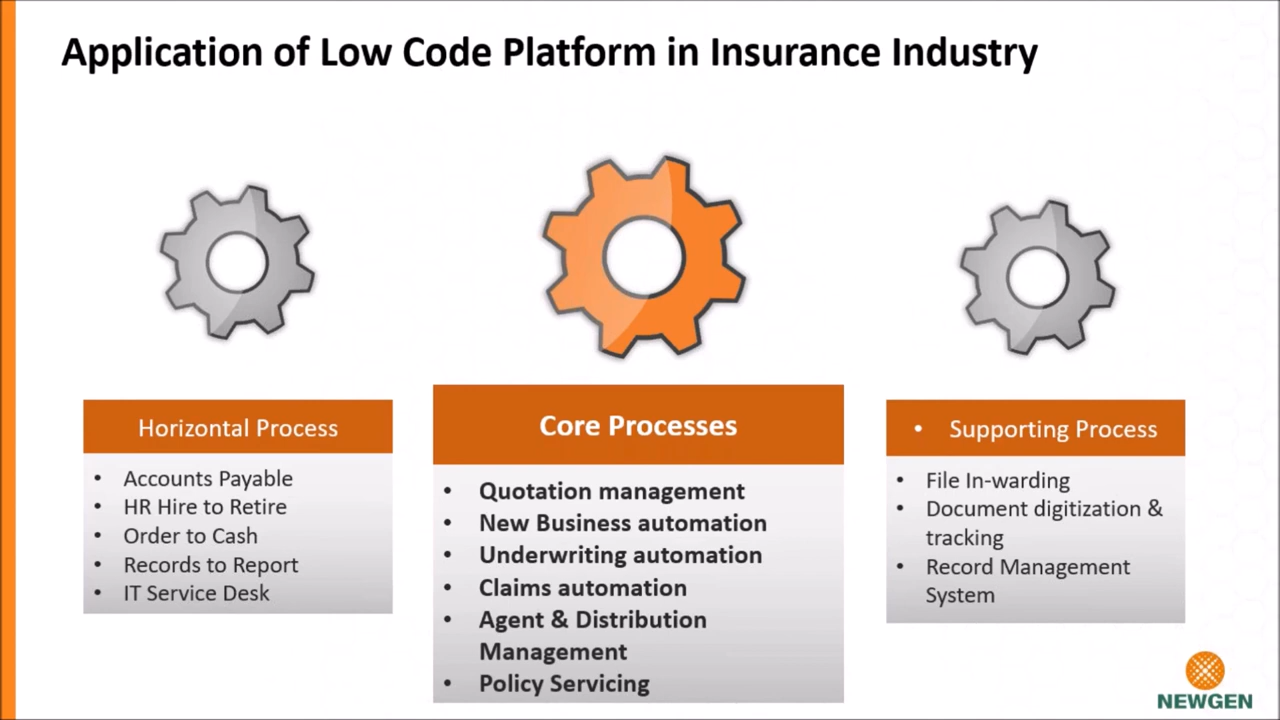 Application of Low Code Platform in Insurance Industry
Horizontal Process
• Accounts Payable
• HR Hire to Retire
• Order to Cash
• Records to Report
• IT Service Desk
Core Processes
• Quotation management
• New Business automation
• Underwriting automation
• Claims automation
• Agent & Distribution
Management
• Policy Servicing
• Supporting Process
• File In-warding
• Document digitization &
tracking
• Record Management
System
NEWGEN